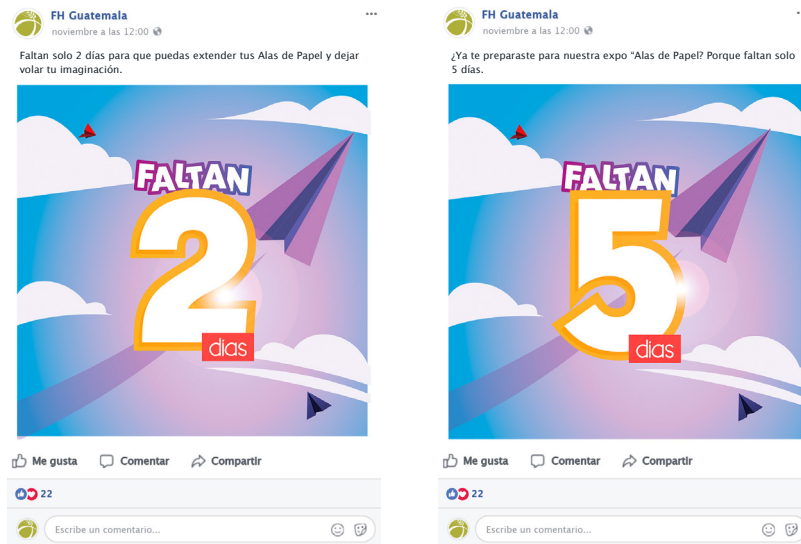 FH Guatemala
noviembre a las 12:00
Faltan solo 2 días para que puedas extender tus Alas de Papel y dejar
volar tu imaginación.
FALTAN
2
dias
Me gusta Comentar Compartir
22
Escribe un comentario...
FH Guatemala
noviembre a las 12:00
¿Ya te preparaste para nuestra expo “Alas de Papel? Porque faltan solo
5 días.
FALTAN
5
dias
Me gusta Comentar Compartir
22
Escribe un comentario...